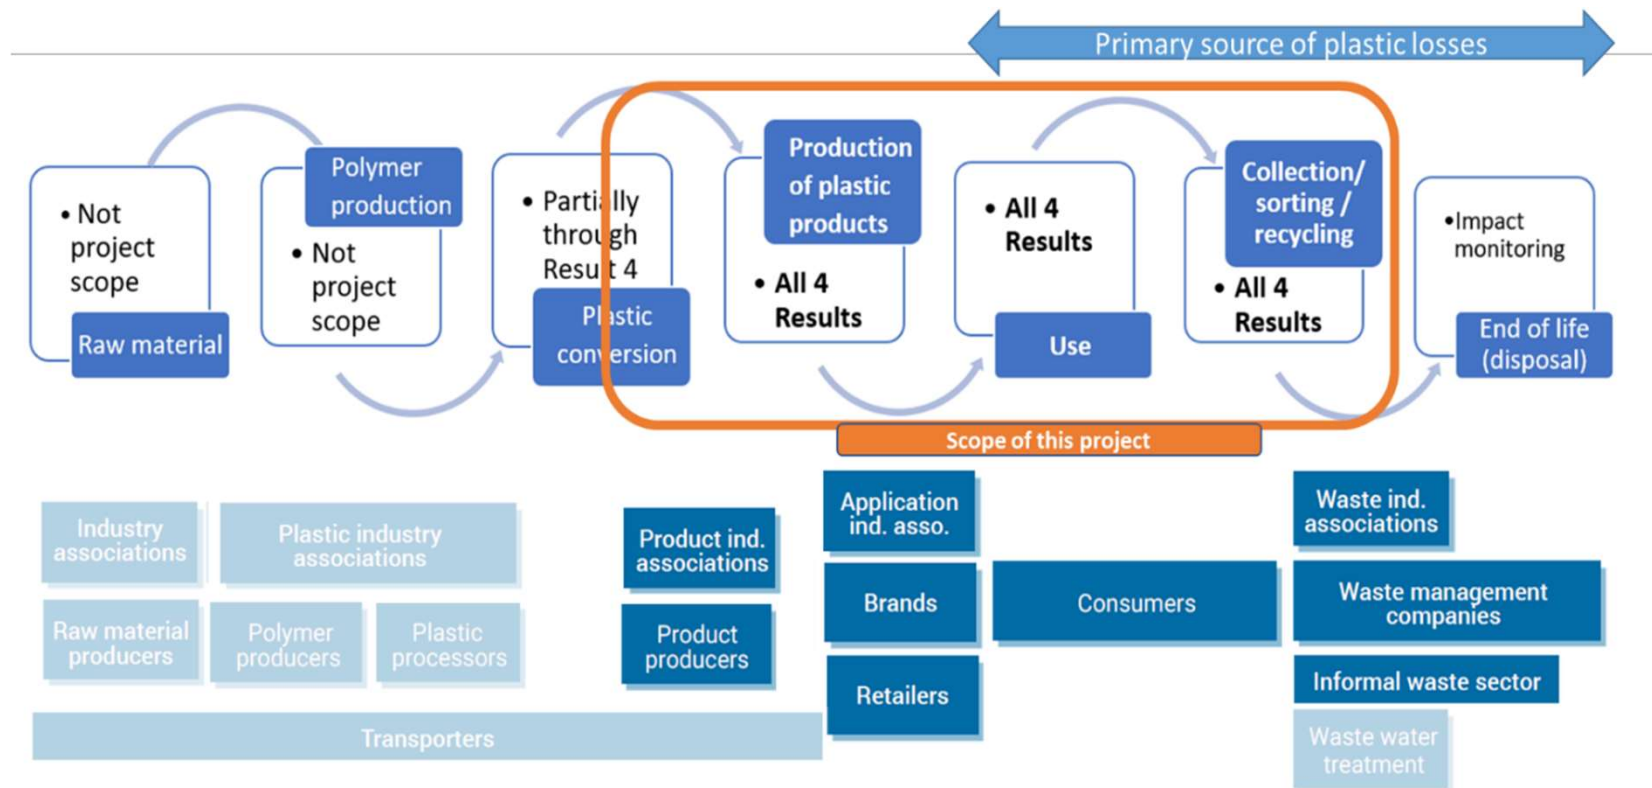 Primary source of plastic losses
• Not
project
scope
Raw material
Polymer
production
• Not
project
scope
• Partially
through
Result 4
Plastic
conversion
Production
of plastic
products
• All 4
Results
• All 4
Results
Use
Collection/
sorting /
recycling
• All 4
Results
•Impact
monitoring
End of life
(disposal)
Scope of this project
Industry
associations
Plastic industry
associations
Raw material
producers
Polymer
producers
Plastic
processors
Transporters
Product ind.
associations
Product
producers
Application
ind. asso.
Brands
Retailers
Consumers
Waste ind.
associations
Waste management
companies
Informal waste sector
Waste water
treatment